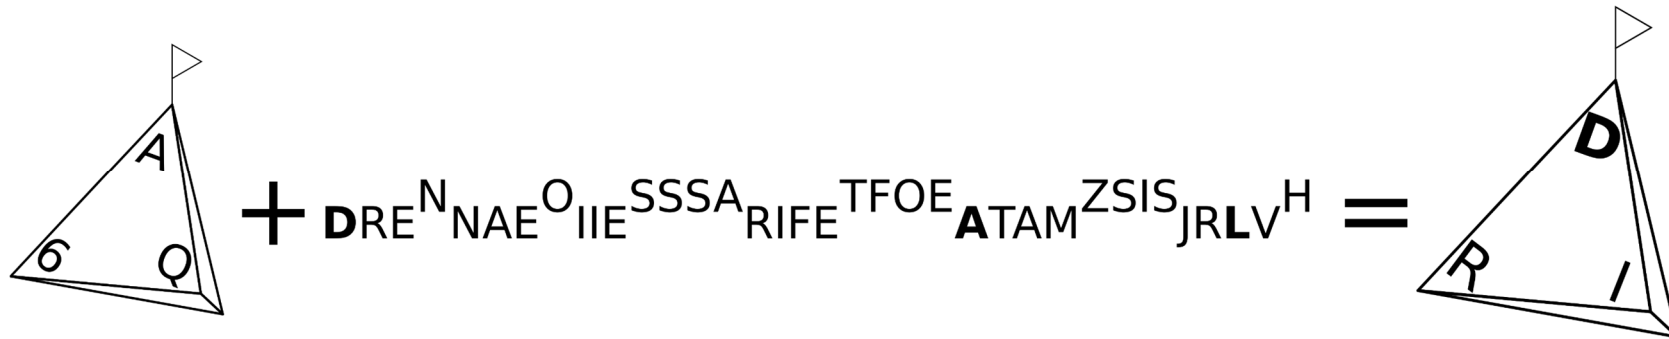 A
6 Q + DRENNAEOIIESSSARIFETFOEATAMZSISJRLVH = D
R I